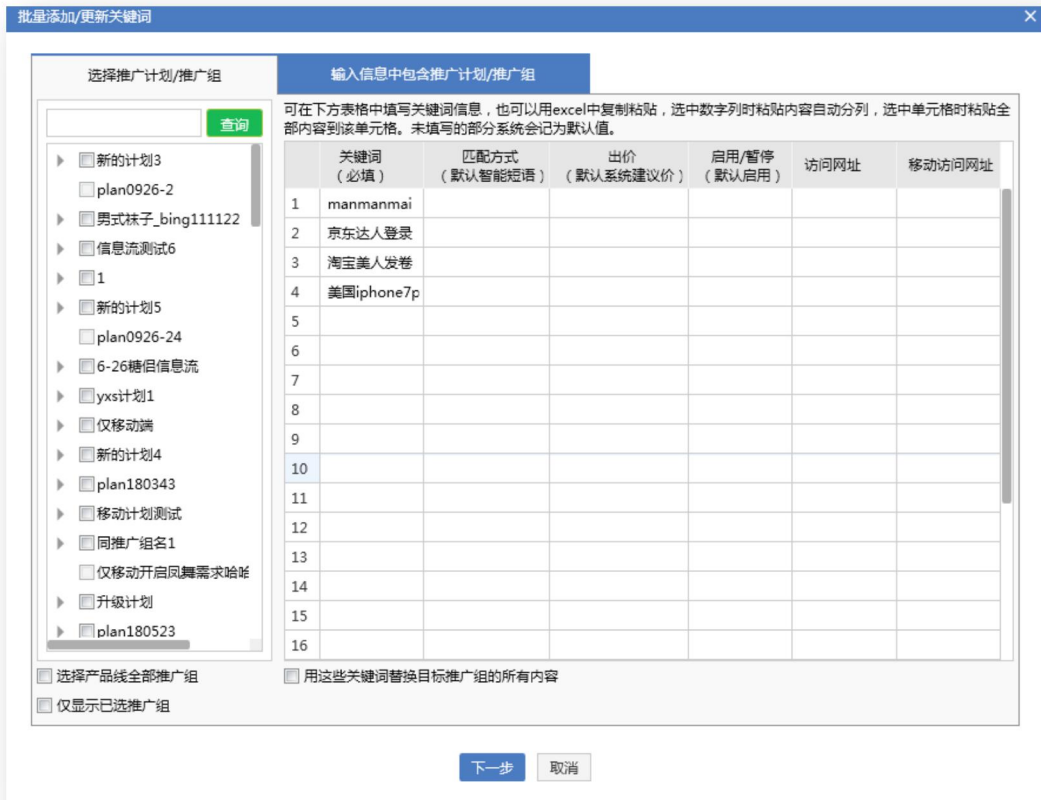 批量添加/更新关键词
选择推广计划/推广组
输入信息中包含推广计划/推广组
查询
新的计划3
plan0926-2
男式袜子_bing111122
信息流测试6
1
新的计划5
plan0926-24
6-26糖侣信息流
yxs计划1
仅移动端
新的计划4
plan180343
移动计划测试
同推广组名1
仅移动开启凤舞需求哈哈
升级计划
plan180523
选择产品线全部推广组
仅显示已选推广组
可在下方表格中填写关键词信息，也可以用excel中复制粘贴，选中数字列时粘贴内容自动分列，选中单元格时粘贴全
部内容到该单元格。未填写的部分系统会记为默认值。
关键词 匹配方式 出价 启用/暂停 访问网址 移动访问网址
（必填） （默认智能短语） （默认系统建议价） （默认启用）
1 manmanmai
2 京东达人登录
3 淘宝美人发卷
4 美国iphone7p
5
6
7
8
9
10
11
12
13
14
15
16
用这些关键词替换目标推广组的所有内容
下一步 取消